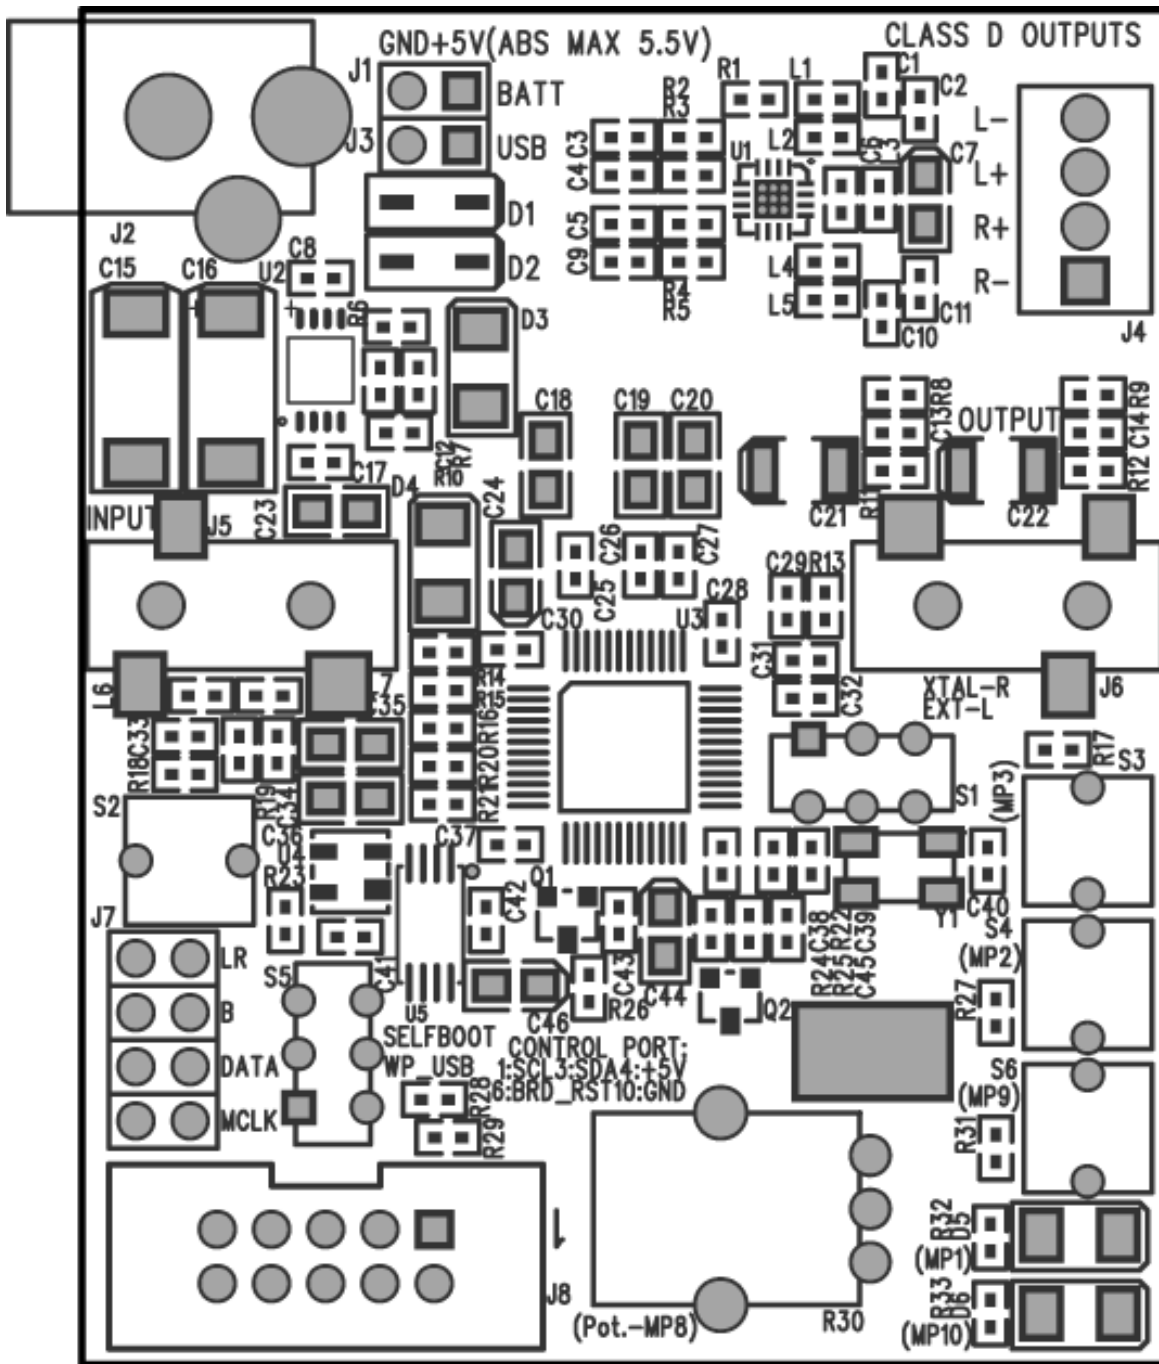 GND+5V(ABS MAX 5.5V)
CLASS D OUTPUTS
J1
BATT
J3
USB
R1
L1
C1
C2
R2
R3
L-
C3
L2
U1
C6
L3
C7
C4
L+
D1
C5
R+
J2
C8
D2
C9
L4
R-
C15
C16
U2
R4
L5
R5
C11
R6
D3
C10
J4
C18
C19
C20
R8
C13
OUTPUT
R9
C14
C12
R7
R10
C17
D4
R11
R12
C24
INPUT
J5
C23
C21
C22
C26
C27
C29
R13
C25
C28
C30
U3
C31
R14
L6
7
C32
XTAL-R
J6
R15
EXT-L
C35
R16
C33
R17
R18
R20
S3
R19
R21
S1
(MP3)
S2
C34
C36
C37
U4
R23
Q1
C42
Y1
C40
J7
S4
LR
(MP2)
S5
C41
C43
R24
C38
R25
R22
C45
C39
C44
R27
B
U5
C46
R26
Q2
SELFBOOT
CONTROL PORT:
WP_USB
1:SCL3:SDA4:+5V
DATA
6:BRD_RST10:GND
S6
(MP9)
MCLK
R28
R29
R31
1
R32
D5
(MP1)
J8
R33
D6
(Pot.-MP8)
R30
(MP10)